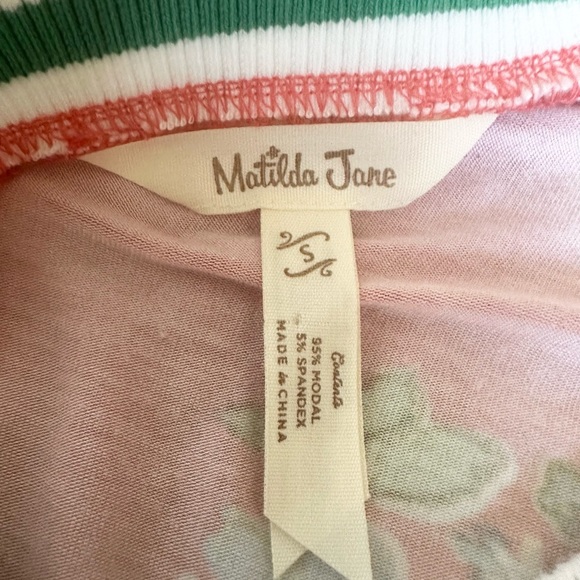 Matilda Jane
S
Contents
95% MODAL
5% SPANDEX
MADE in CHINA